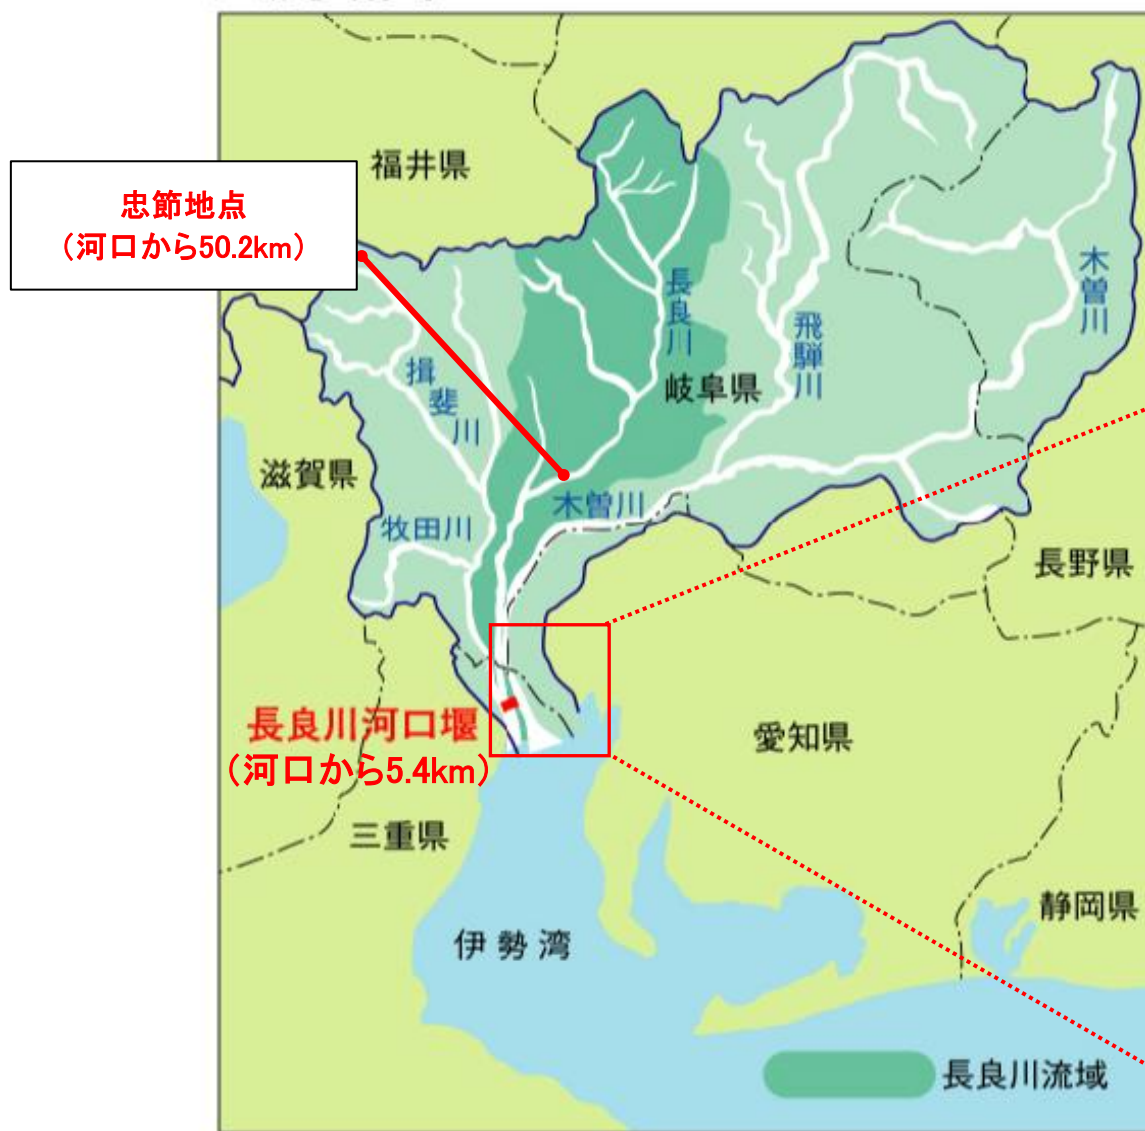 福井県
忠節地点
（河口から50.2km）
長良川
木曽川
飛騨川
揖斐川
岐阜県
滋賀県
木曽川
牧田川
長野県
長良川河口堰
（河口から5.4km）
愛知県
三重県
静岡県
伊勢湾
長良川流域